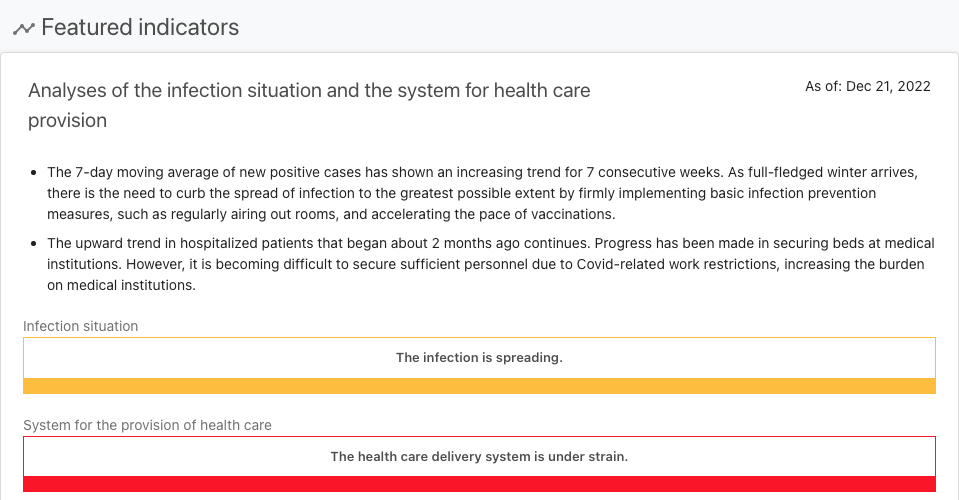 Featured indicators
Analyses of the infection situation and the system for health care
provision
As of: Dec 21, 2022
The 7-day moving average of new positive cases has shown an increasing trend for 7 consecutive weeks. As full-fledged winter arrives,
there is the need to curb the spread of infection to the greatest possible extent by firmly implementing basic infection prevention
measures, such as regularly airing out rooms, and accelerating the pace of vaccinations.
The upward trend in hospitalized patients that began about 2 months ago continues. Progress has been made in securing beds at medical
institutions. However, it is becoming difficult to secure sufficient personnel due to Covid-related work restrictions, increasing the burden
on medical institutions.
Infection situation
The infection is spreading.
System for the provision of health care
The health care delivery system is under strain.